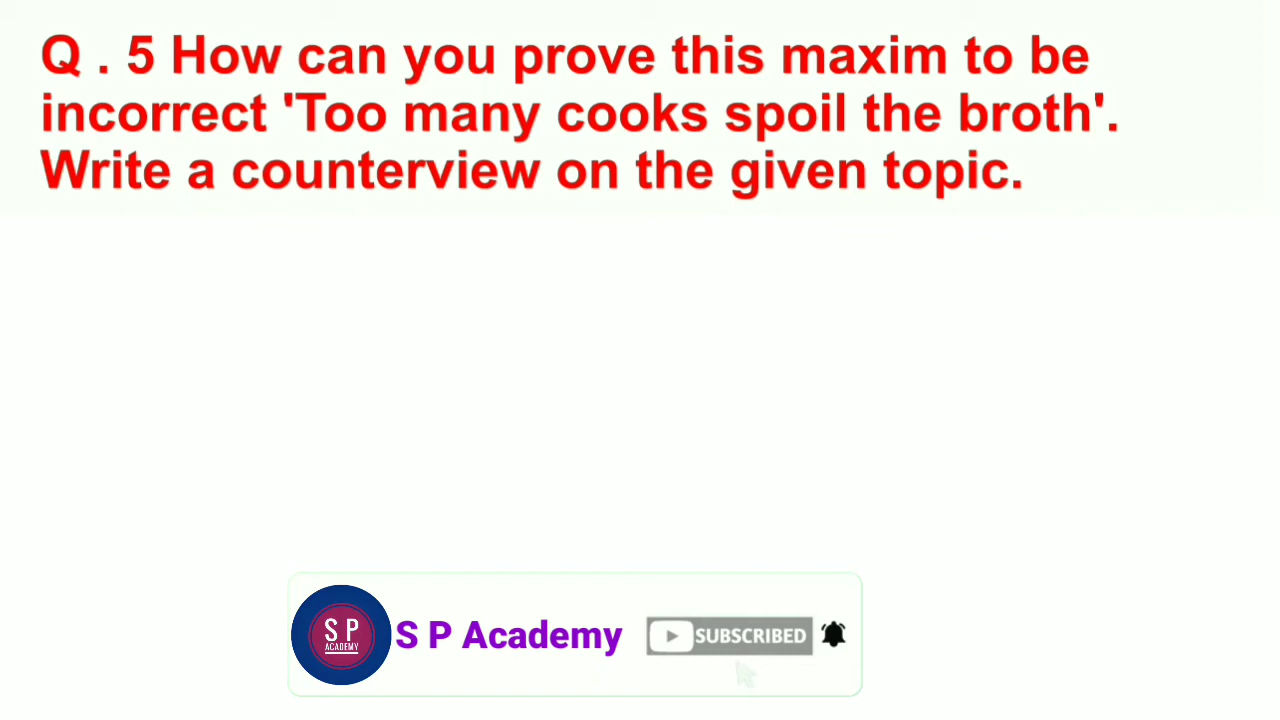 Q . 5 How can you prove this maxim to be
incorrect 'Too many cooks spoil the broth'.
Write a counterview on the given topic.
S P
ACADEMY
S P Academy
SUBSCRIBED